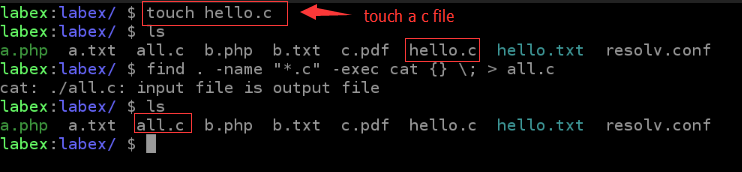 labex:labex/ $ touch hello.c touch a c file
labex:labex/ $ ls
a.php a.txt all.c b.php b.txt c.pdf hello.c hello.txt resolv.conf
labex:labex/ $ find . -name "*.c" -exec cat {} \; > all.c
cat: ./all.c: input file is output file
labex:labex/ $ ls
a.php a.txt all.c b.php b.txt c.pdf hello.c hello.txt resolv.conf
labex:labex/ $